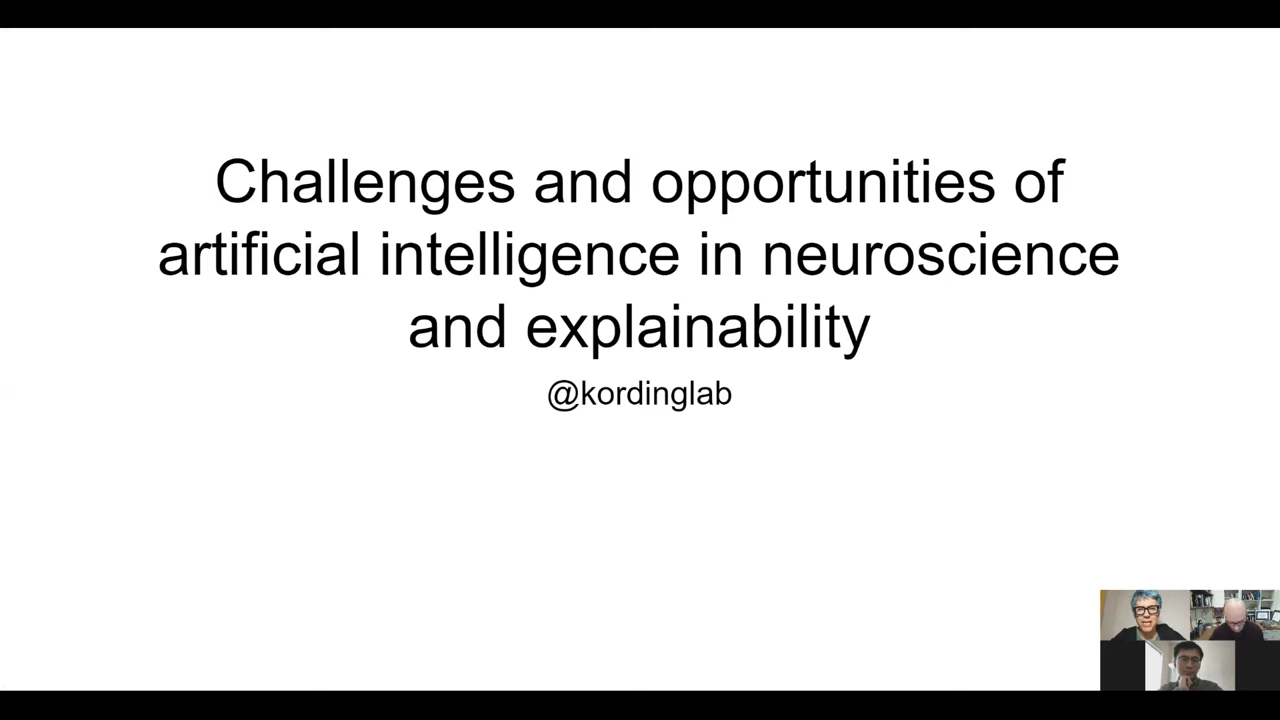 Challenges and opportunities of
artificial intelligence in neuroscience
and explainability
@kordinglab